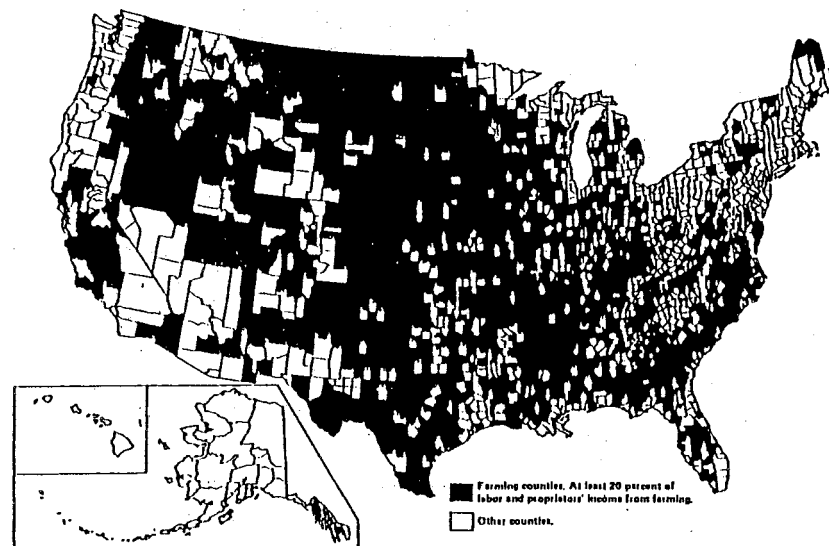 Farming counties. At least 20 percent of
labor and proprietors' income from farming.
Other counties.